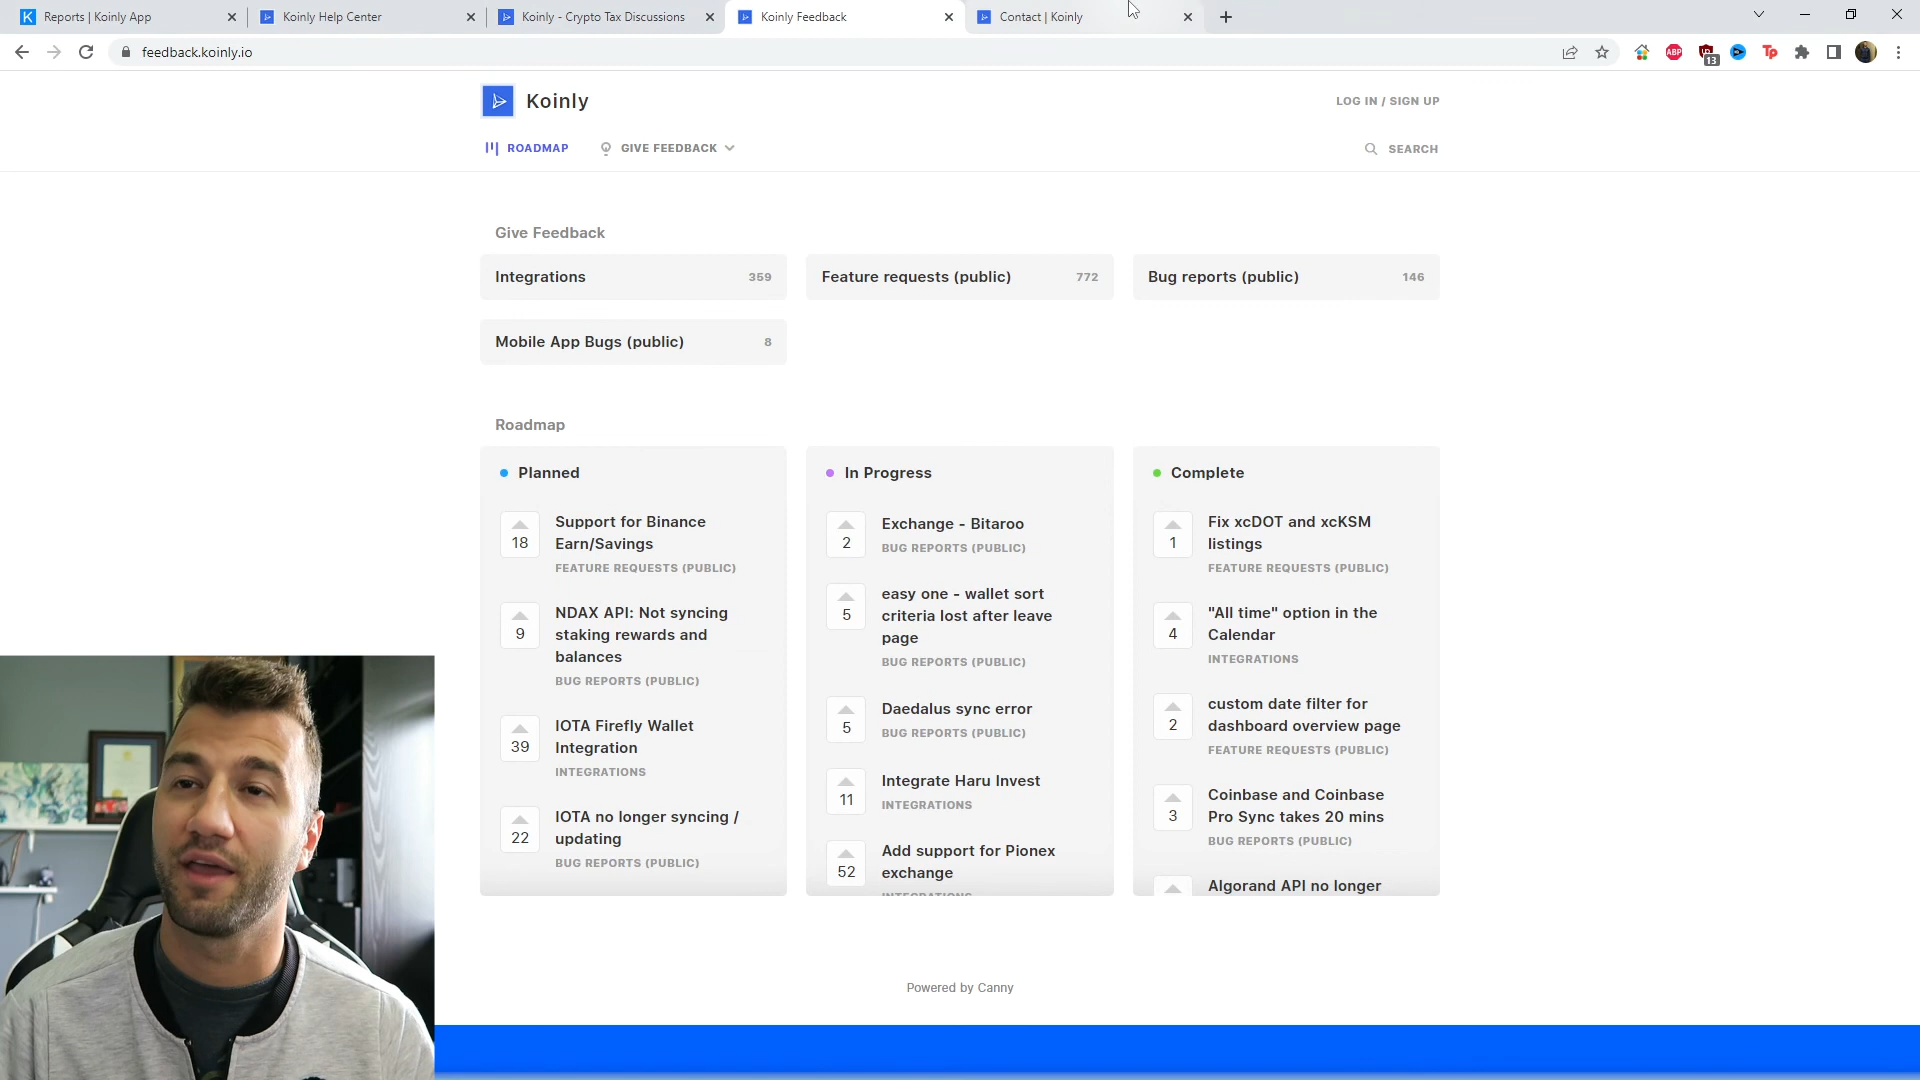 Reports | Koinly App
Koinly Help Center
Koinly - Crypto Tax Discussions
Koinly Feedback
Contact | Koinly
feedback.koinly.io
ABP
13
Tp
Koinly
LOG IN / SIGN UP
ROADMAP
GIVE FEEDBACK
SEARCH
Give Feedback
Integrations 359
Feature requests (public) 772
Bug reports (public) 146
Mobile App Bugs (public) 8
Roadmap
Planned
18
Support for Binance
Earn/Savings
FEATURE REQUESTS (PUBLIC)
9
NDAX API: Not syncing
staking rewards and
balances
BUG REPORTS (PUBLIC)
39
IOTA Firefly Wallet
Integration
INTEGRATIONS
22
IOTA no longer syncing /
updating
BUG REPORTS (PUBLIC)
In Progress
2
Exchange - Bitaroo
BUG REPORTS (PUBLIC)
5
easy one - wallet sort
criteria lost after leave
page
BUG REPORTS (PUBLIC)
5
Daedalus sync error
BUG REPORTS (PUBLIC)
11
Integrate Haru Invest
INTEGRATIONS
52
Add support for Pionex
exchange
INTEGRATIONS
Complete
1
Fix xcDOT and xcKSM
listings
FEATURE REQUESTS (PUBLIC)
4
"All time" option in the
Calendar
INTEGRATIONS
2
custom date filter for
dashboard overview page
FEATURE REQUESTS (PUBLIC)
3
Coinbase and Coinbase
Pro Sync takes 20 mins
BUG REPORTS (PUBLIC)
Algorand API no longer
Powered by Canny